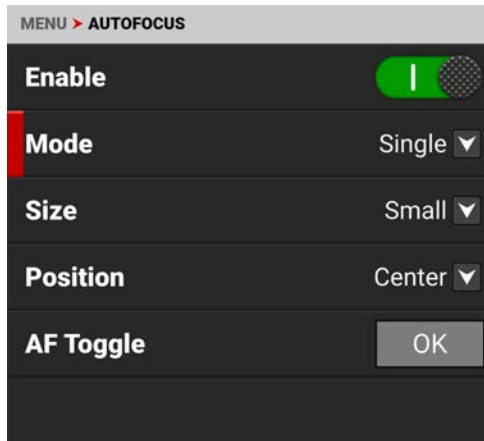 MENU ➤ AUTOFOCUS
Enable
Mode Single
Size Small
Position Center
AF Toggle OK